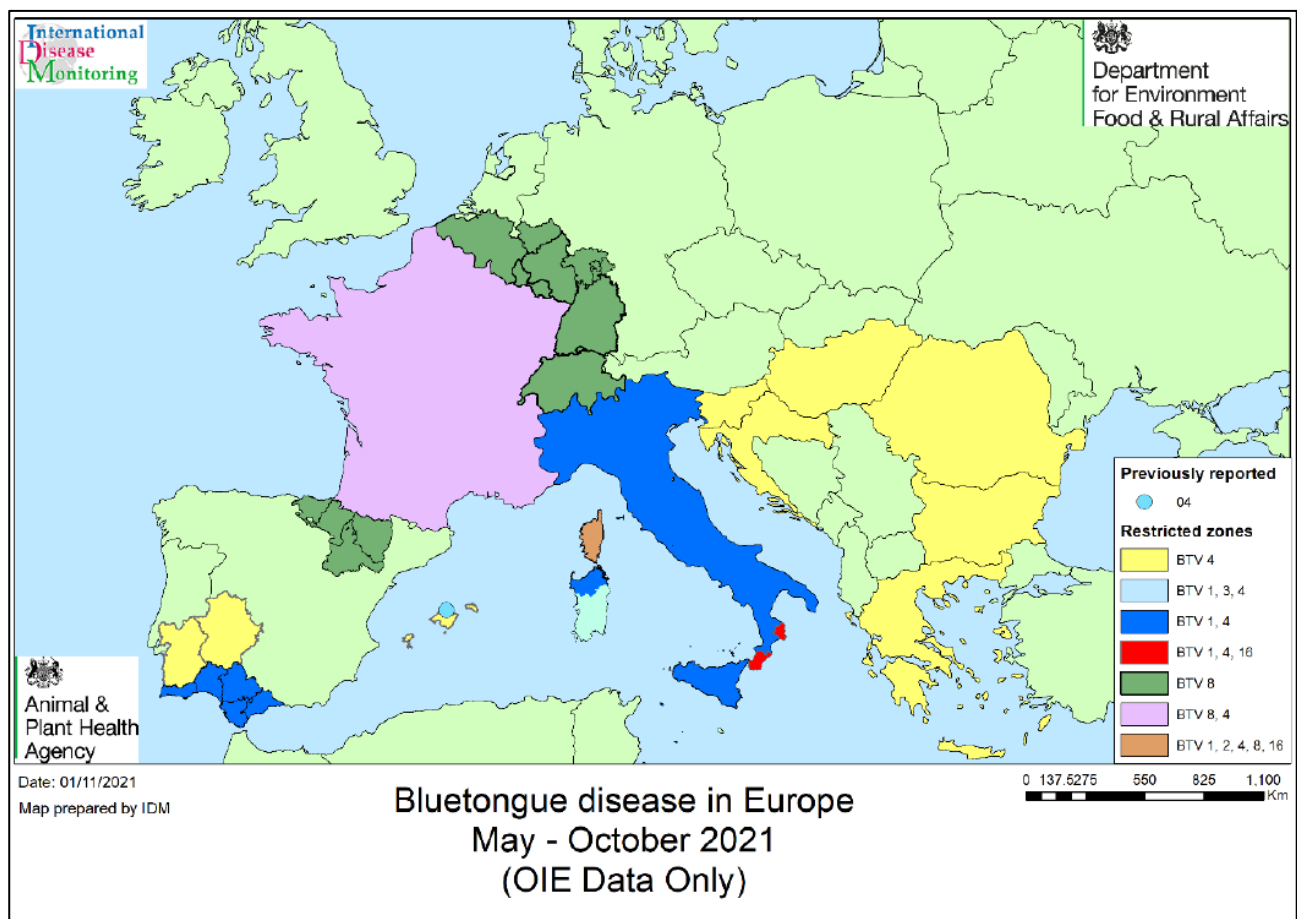 International
Disease
Monitoring
Department
for Environment
Food & Rural Affairs
Previously reported
04
Restricted zones
BTV 4
BTV 1, 3, 4
BTV 1, 4
BTV 1, 4, 16
BTV 8
BTV 8, 4
BTV 1, 2, 4, 8, 16
Animal &
Plant Health
Agency
Date: 01/11/2021
Map prepared by IDM
0 137.5275 550 825 1,100
Km
Bluetongue disease in Europe
May - October 2021
(OIE Data Only)